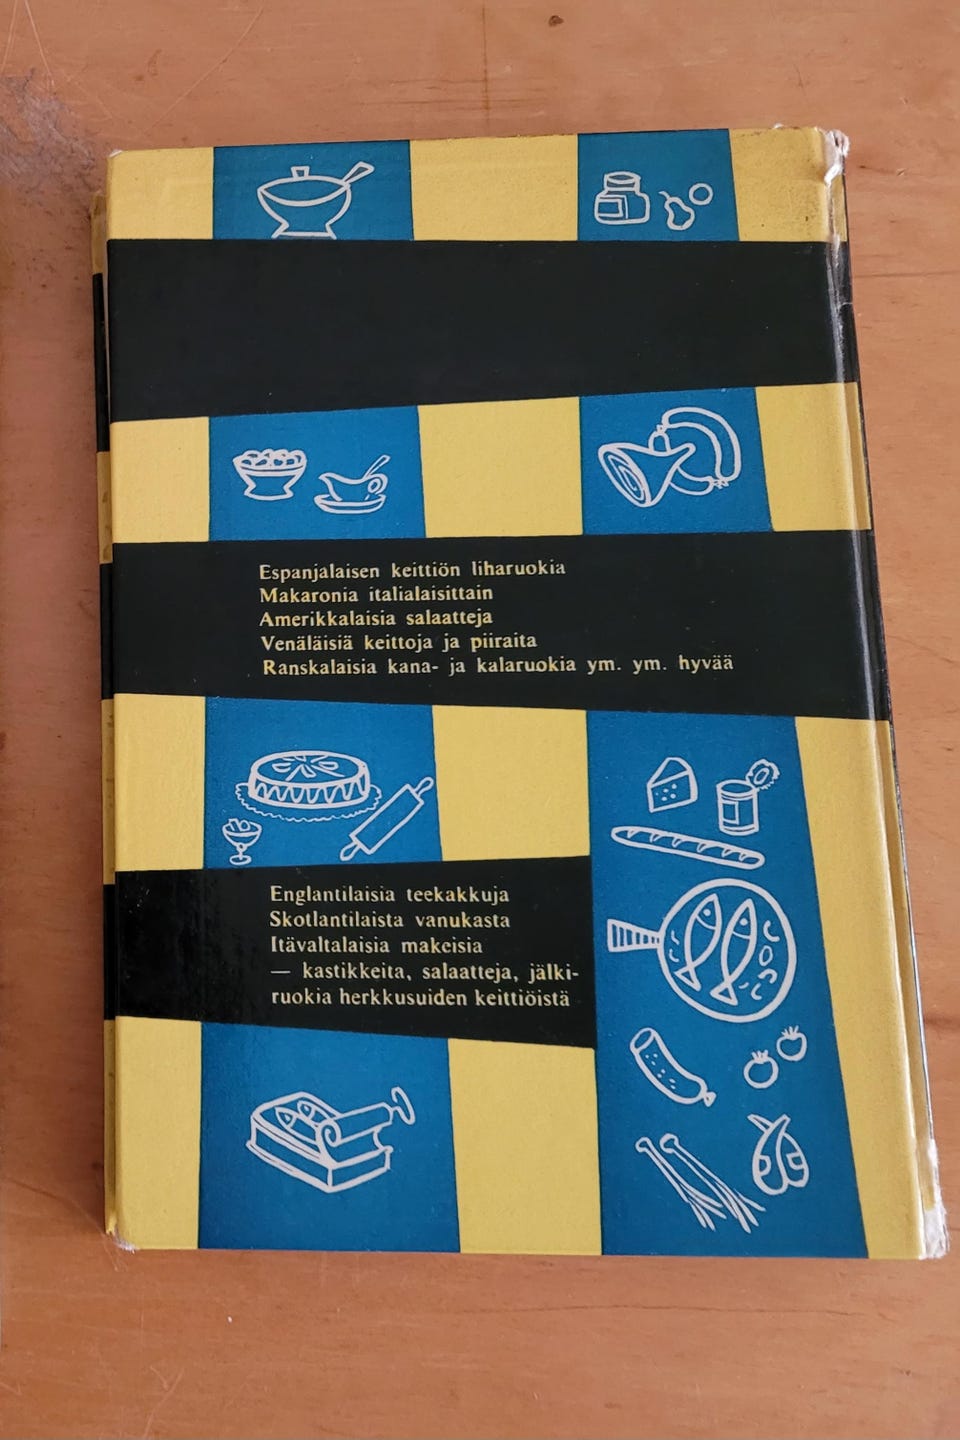 Espanjalaisen keittiön liharuokia
Makaronia italialaisittain
Amerikkalaisia salaatteja
Venäläisiä keittoja ja piiraita
Ranskalaisia kana- ja kalaruokia ym. ym. hyvää
Englantilaisia teekakkuja
Skotlantilaista vanukasta
Itävaltalaisia makeisia
— kastikkeita, salaatteja, jälki-
ruokia herkkusuiden keittiöistä